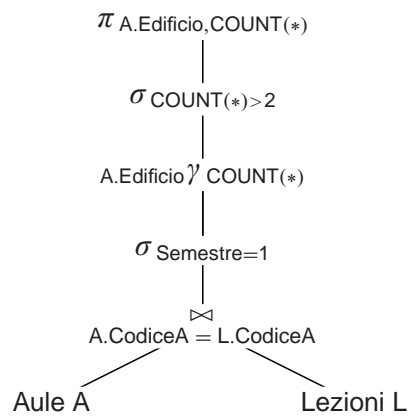 π A.Edificio,COUNT(∗)
σ COUNT(∗)>2
A.Edificio γ COUNT(∗)
σ Semestre=1
⋈
A.CodiceA = L.CodiceA
Aule A Lezioni L